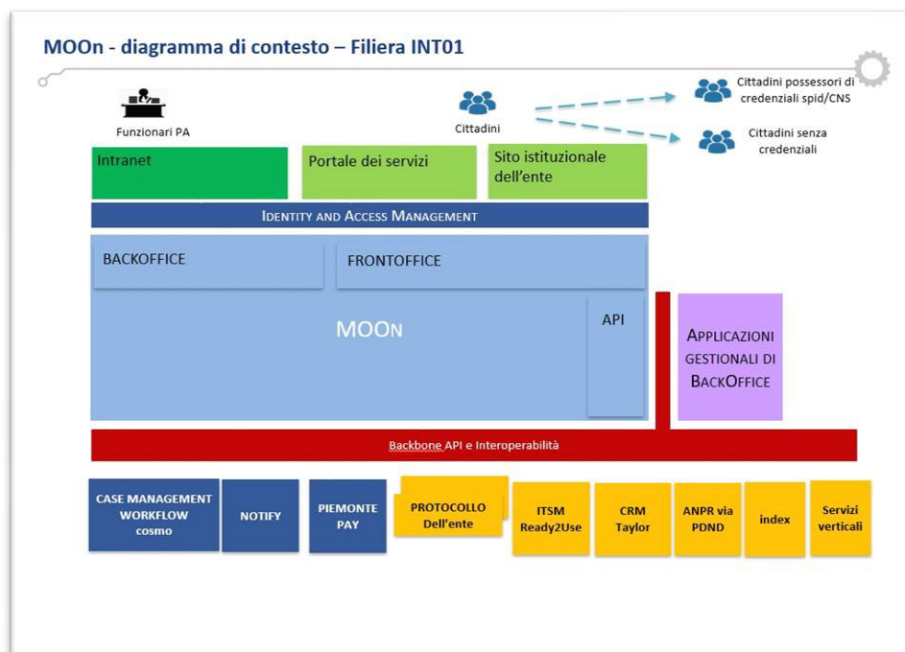 MOOn - diagramma di contesto – Filiera INT01
Cittadini possessori di
credenziali spid/CNS
Funzionari PA
Cittadini
Cittadini senza
credenziali
Intranet
Portale dei servizi
Sito istituzionale
dell'ente
IDENTITY AND ACCESS MANAGEMENT
BACKOFFICE
FRONTOFFICE
MOON
API
APPLICAZIONI
GESTIONALI DI
BACKOFFICE
Backbone API e Interoperabilità
CASE MANAGEMENT
WORKFLOW
cosmo
NOTIFY
PIEMONTE
PAY
PROTOCOLLO
Dell'ente
ITSM
Ready2Use
CRM
Taylor
ANPR via
PDND
index
Servizi
verticali